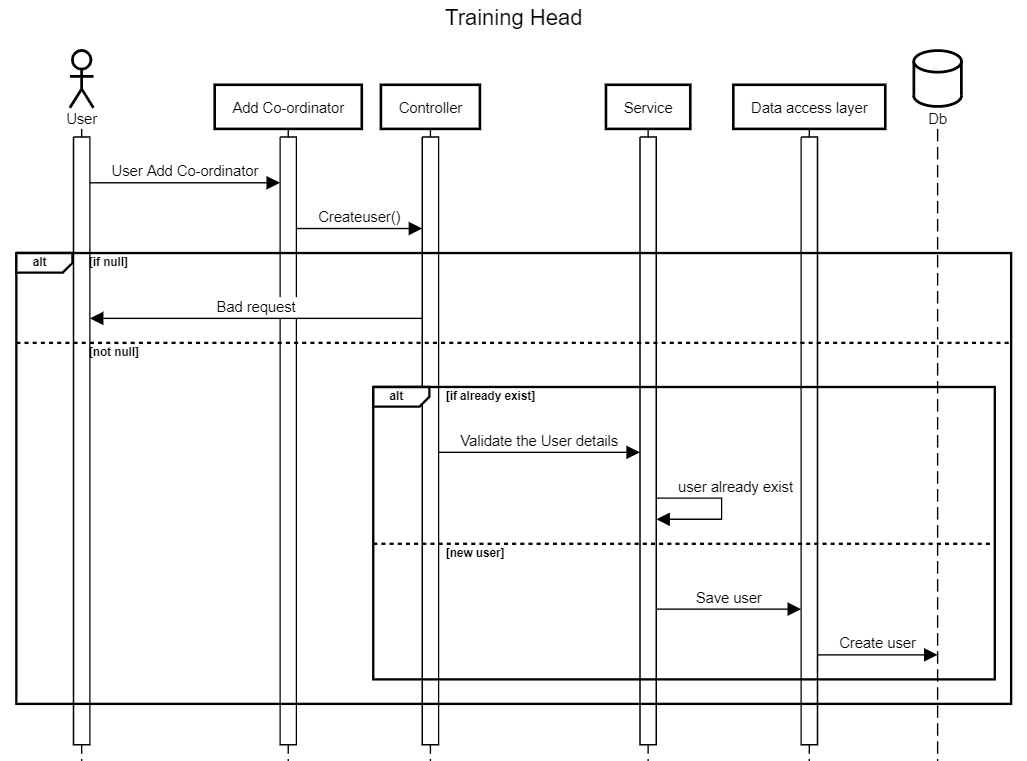 Training Head
User
Add Co-ordinator
Controller
Service
Data access layer
Db
User Add Co-ordinator
Createuser()
alt
[if null]
Bad request
[not null]
alt
[if already exist]
Validate the User details
user already exist
[new user]
Save user
Create user